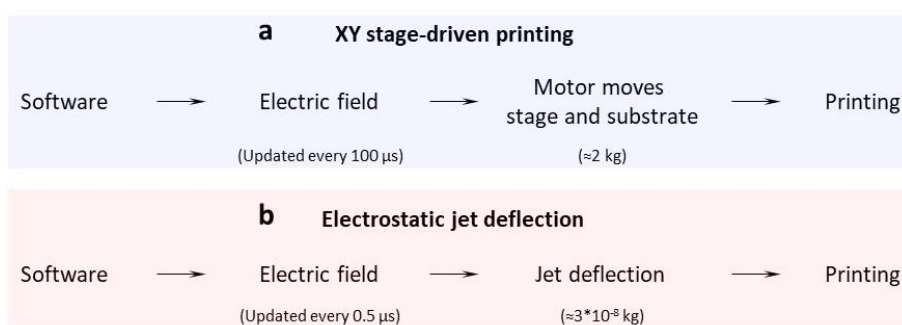 a XY stage-driven printing
Software → Electric field → Motor moves stage and substrate → Printing
(Updated every 100 µs) (≈2 kg)
b Electrostatic jet deflection
Software → Electric field → Jet deflection → Printing
(Updated every 0.5 µs) (≈3*10⁻⁸ kg)